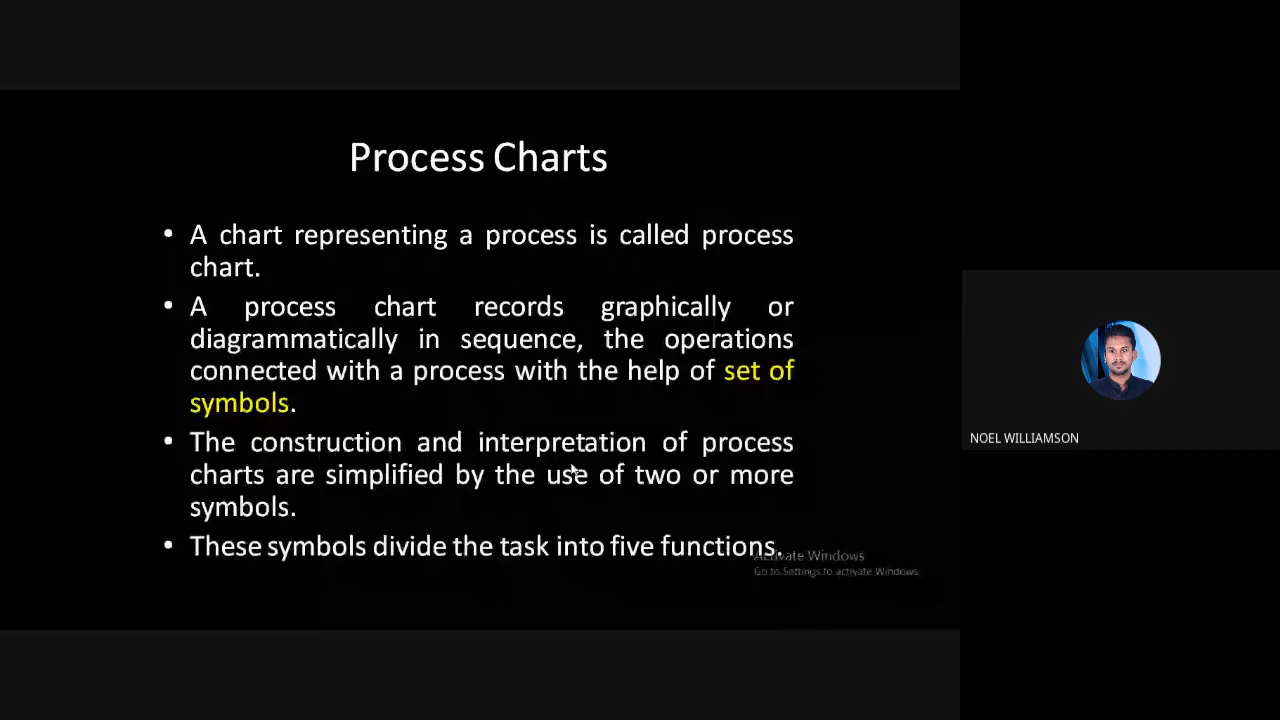 Process Charts
• A chart representing a process is called process
chart.
• A process chart records graphically or
diagrammatically in sequence, the operations
connected with a process with the help of set of
symbols.
• The construction and interpretation of process
charts are simplified by the use of two or more
symbols.
• These symbols divide the task into five functions.
Activate Windows
Go to Settings to activate Windows.
NOEL WILLIAMSON